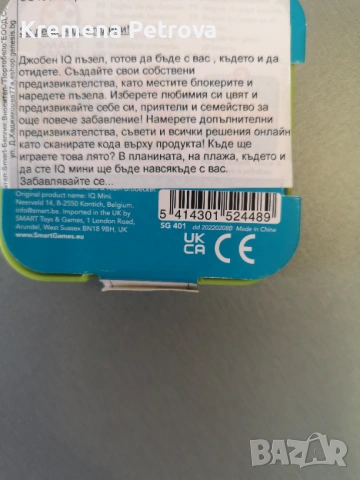 Kremena Petrova
Джобен IQ пъзел, готов да бъде с вас , където и да
отидете. Създайте свои собствени
предизвикателства, като местите блокерите и
наредете пъзела. Изберете любимия си цвят и
предизвикайте себе си, приятели и семейство за
още повече забавление! Намерете допълнителни
предизвикателства, съвети и всички решения онлайн
като сканирате кода върху продукта! Къде ще
играете това лято? В планината, на плажа, където и
да сте IQ мини ще бъде навсякъде с вас.
Забавлявайте се...
Original product name: IQ Mini.
Neerveld 14, B-2550 Kontich, Belgium,
info@smart.be. Imported in the UK by
SMART Toys & Games, 1 London Road,
Arundel, West Sussex BN18 9BH, UK
www.SmartGames.eu
5 414301 524489
SG 401 dd 20220208D Made in China
UK
CA CE
bazar